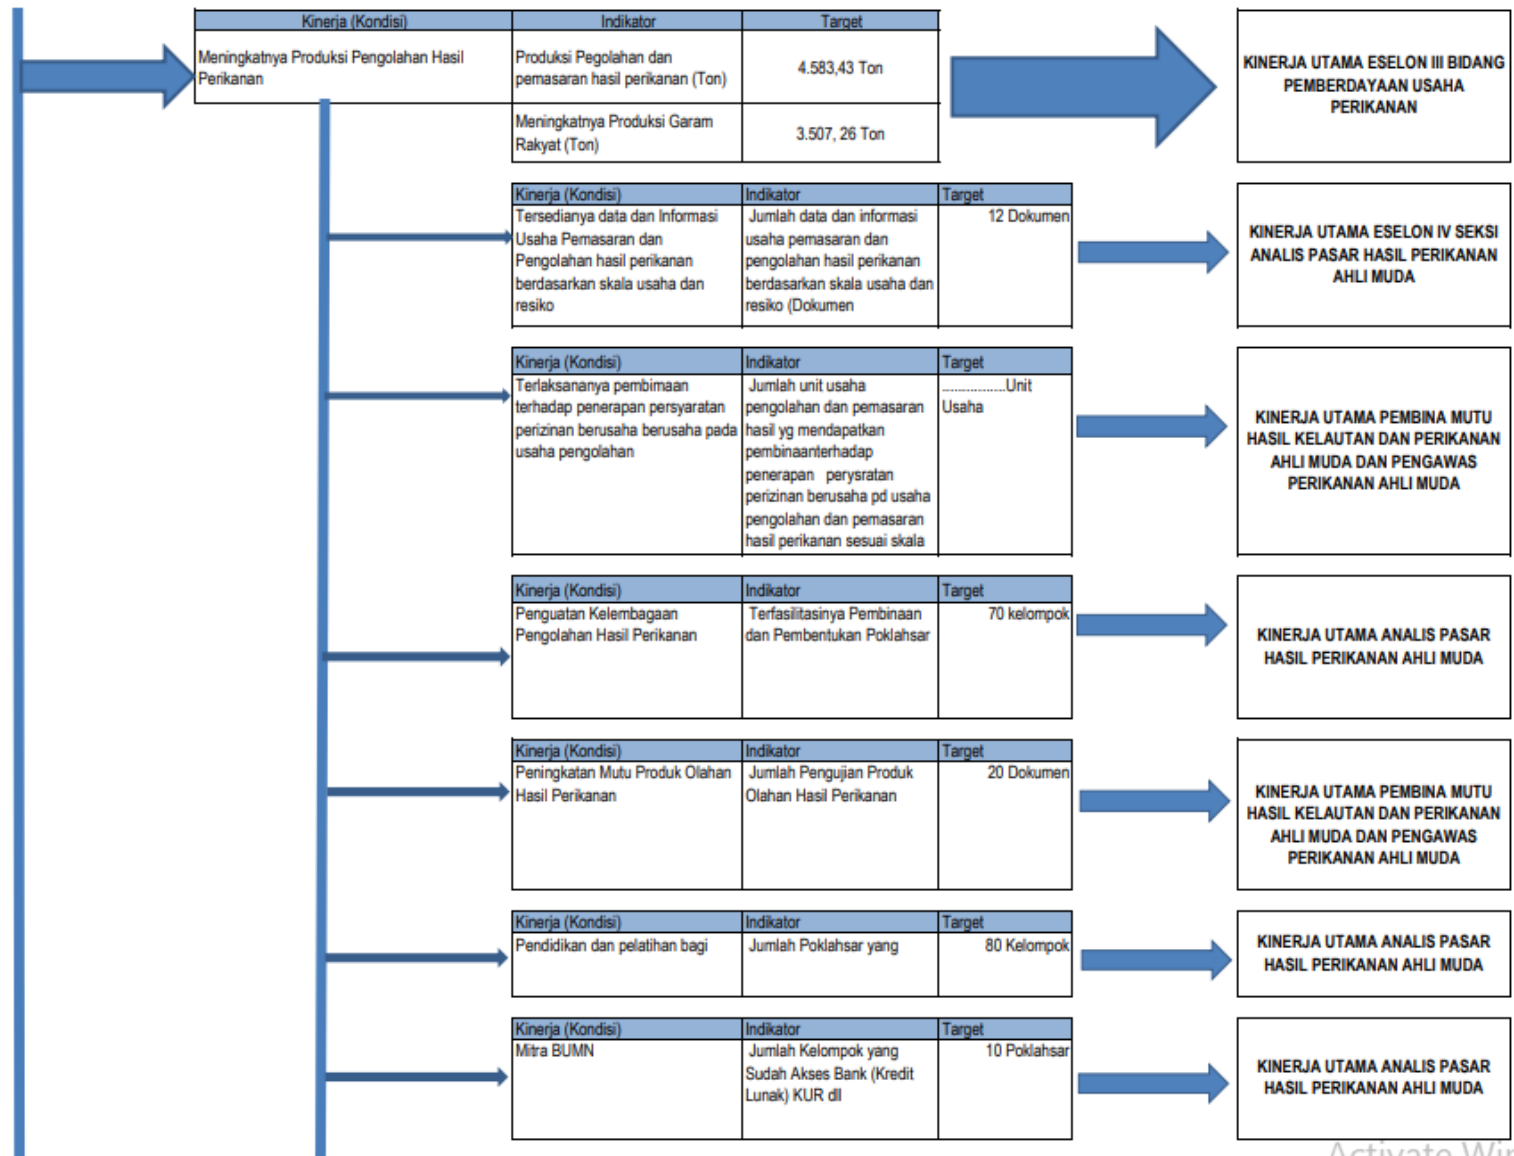 Kinerja (Kondisi) Indikator Target
Meningkatnya Produksi Pengolahan Hasil
Perikanan
Produksi Pegolahan dan
pemasaran hasil perikanan (Ton)
4.583,43 Ton
Meningkatnya Produksi Garam
Rakyat (Ton)
3.507, 26 Ton
KINERJA UTAMA ESELON III BIDANG
PEMBERDAYAAN USAHA
PERIKANAN
Kinerja (Kondisi) Indikator Target
Tersedianya data dan Informasi
Usaha Pemasaran dan
Pengolahan hasil perikanan
berdasarkan skala usaha dan
resiko
Jumlah data dan informasi
usaha pemasaran dan
pengolahan hasil perikanan
berdasarkan skala usaha dan
resiko (Dokumen
12 Dokumen
KINERJA UTAMA ESELON IV SEKSI
ANALIS PASAR HASIL PERIKANAN
AHLI MUDA
Kinerja (Kondisi) Indikator Target
Terlaksananya pembimaan
terhadap penerapan persyaratan
perizinan berusaha berusaha pada
usaha pengolahan
Jumlah unit usaha
pengolahan dan pemasaran
hasil yg mendapatkan
pembinaanterhadap
penerapan perysratan
perizinan berusaha pd usaha
pengolahan dan pemasaran
hasil perikanan sesuai skala
..................Unit
Usaha
KINERJA UTAMA PEMBINA MUTU
HASIL KELAUTAN DAN PERIKANAN
AHLI MUDA DAN PENGAWAS
PERIKANAN AHLI MUDA
Kinerja (Kondisi) Indikator Target
Penguatan Kelembagaan
Pengolahan Hasil Perikanan
Terfasilitasinya Pembinaan
dan Pembentukan Poklahsar
70 kelompok
KINERJA UTAMA ANALIS PASAR
HASIL PERIKANAN AHLI MUDA
Kinerja (Kondisi) Indikator Target
Peningkatan Mutu Produk Olahan
Hasil Perikanan
Jumlah Pengujian Produk
Olahan Hasil Perikanan
20 Dokumen
KINERJA UTAMA PEMBINA MUTU
HASIL KELAUTAN DAN PERIKANAN
AHLI MUDA DAN PENGAWAS
PERIKANAN AHLI MUDA
Kinerja (Kondisi) Indikator Target
Pendidikan dan pelatihan bagi
Jumlah Poklahsar yang
80 Kelompok
KINERJA UTAMA ANALIS PASAR
HASIL PERIKANAN AHLI MUDA
Kinerja (Kondisi) Indikator Target
Mitra BUMN
Jumlah Kelompok yang
Sudah Akses Bank (Kredit
Lunak) KUR dll
10 Poklahsar
KINERJA UTAMA ANALIS PASAR
HASIL PERIKANAN AHLI MUDA